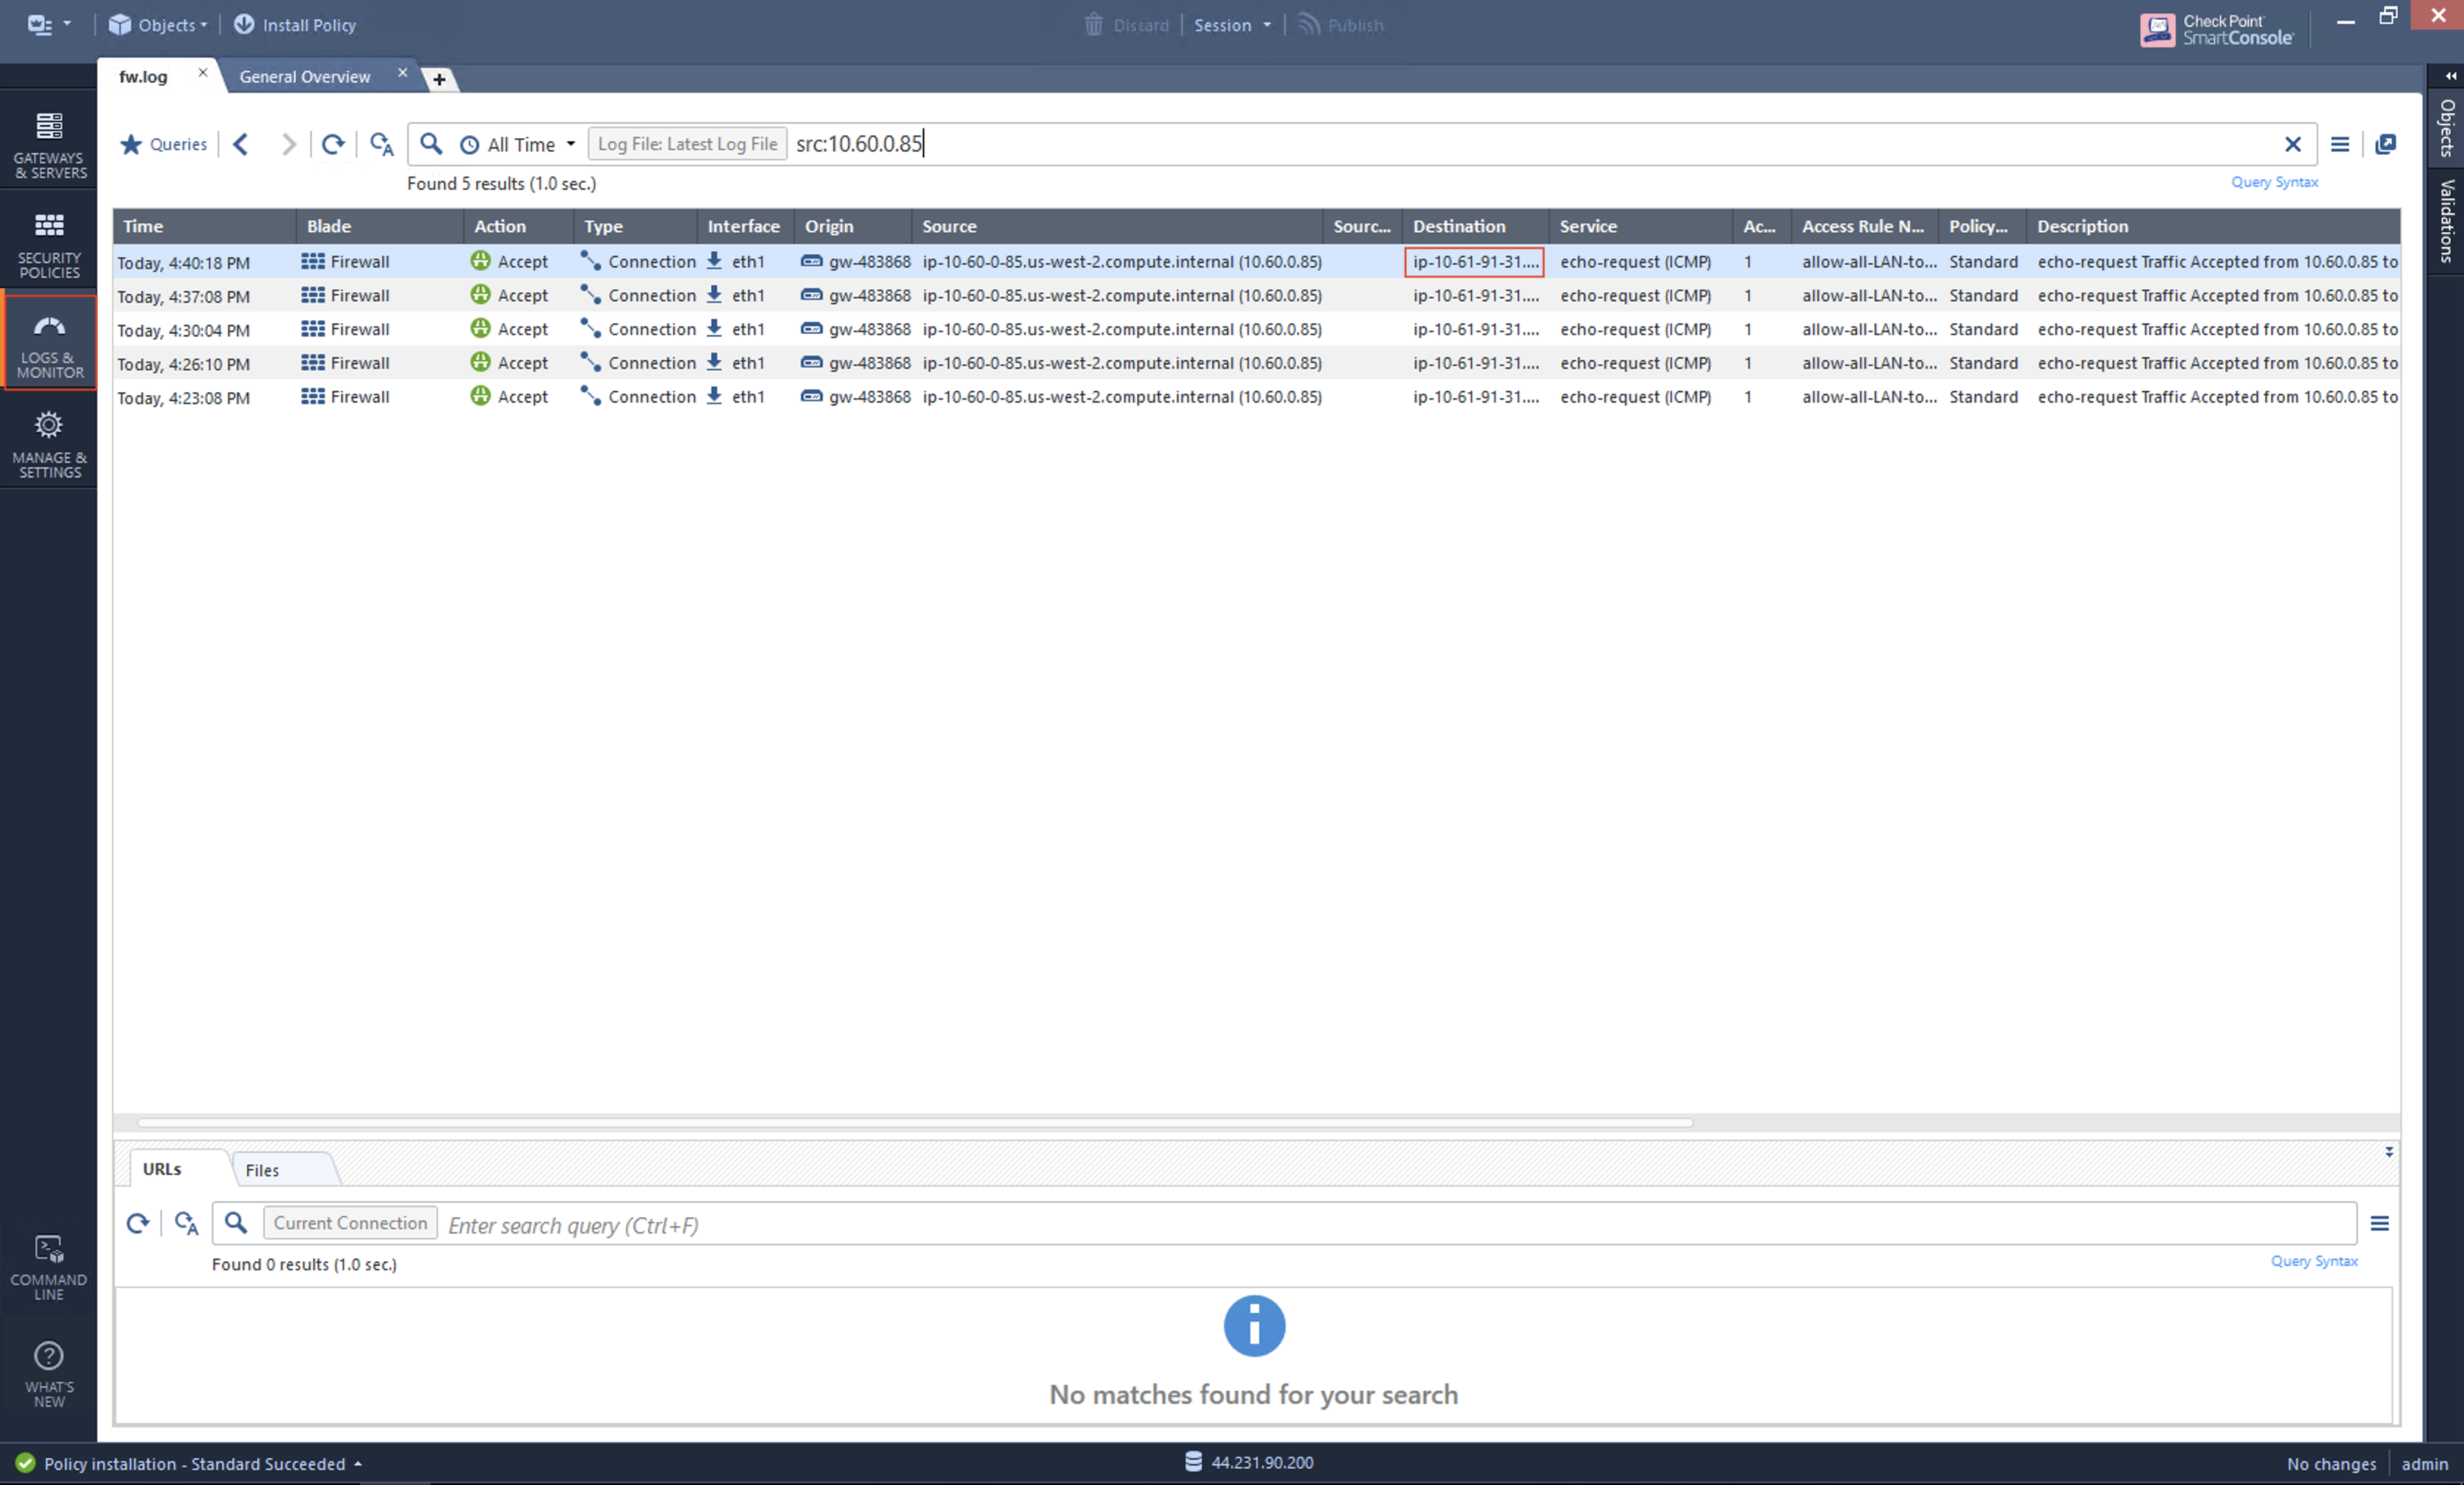 Objects
Install Policy
Discard
Session
Publish
Check Point
SmartConsole
fw.log
General Overview
GATEWAYS
& SERVERS
SECURITY
POLICIES
LOGS &
MONITOR
MANAGE &
SETTINGS
COMMAND
LINE
WHAT'S
NEW
Queries
All Time
Log File: Latest Log File
src:10.60.0.85
Found 5 results (1.0 sec.)
Query Syntax
Time Blade Action Type Interface Origin Source Sourc... Destination Service Ac... Access Rule N... Policy... Description
Today, 4:40:18 PM Firewall Accept Connection eth1 gw-483868 ip-10-60-0-85.us-west-2.compute.internal (10.60.0.85) ip-10-61-91-31.... echo-request (ICMP) 1 allow-all-LAN-to... Standard echo-request Traffic Accepted from 10.60.0.85 to
Today, 4:37:08 PM Firewall Accept Connection eth1 gw-483868 ip-10-60-0-85.us-west-2.compute.internal (10.60.0.85) ip-10-61-91-31.... echo-request (ICMP) 1 allow-all-LAN-to... Standard echo-request Traffic Accepted from 10.60.0.85 to
Today, 4:30:04 PM Firewall Accept Connection eth1 gw-483868 ip-10-60-0-85.us-west-2.compute.internal (10.60.0.85) ip-10-61-91-31.... echo-request (ICMP) 1 allow-all-LAN-to... Standard echo-request Traffic Accepted from 10.60.0.85 to
Today, 4:26:10 PM Firewall Accept Connection eth1 gw-483868 ip-10-60-0-85.us-west-2.compute.internal (10.60.0.85) ip-10-61-91-31.... echo-request (ICMP) 1 allow-all-LAN-to... Standard echo-request Traffic Accepted from 10.60.0.85 to
Today, 4:23:08 PM Firewall Accept Connection eth1 gw-483868 ip-10-60-0-85.us-west-2.compute.internal (10.60.0.85) ip-10-61-91-31.... echo-request (ICMP) 1 allow-all-LAN-to... Standard echo-request Traffic Accepted from 10.60.0.85 to
Objects
Validations
URLs
Files
Current Connection
Enter search query (Ctrl+F)
Found 0 results (1.0 sec.)
Query Syntax
No matches found for your search
Policy installation - Standard Succeeded
44.231.90.200
No changes
admin